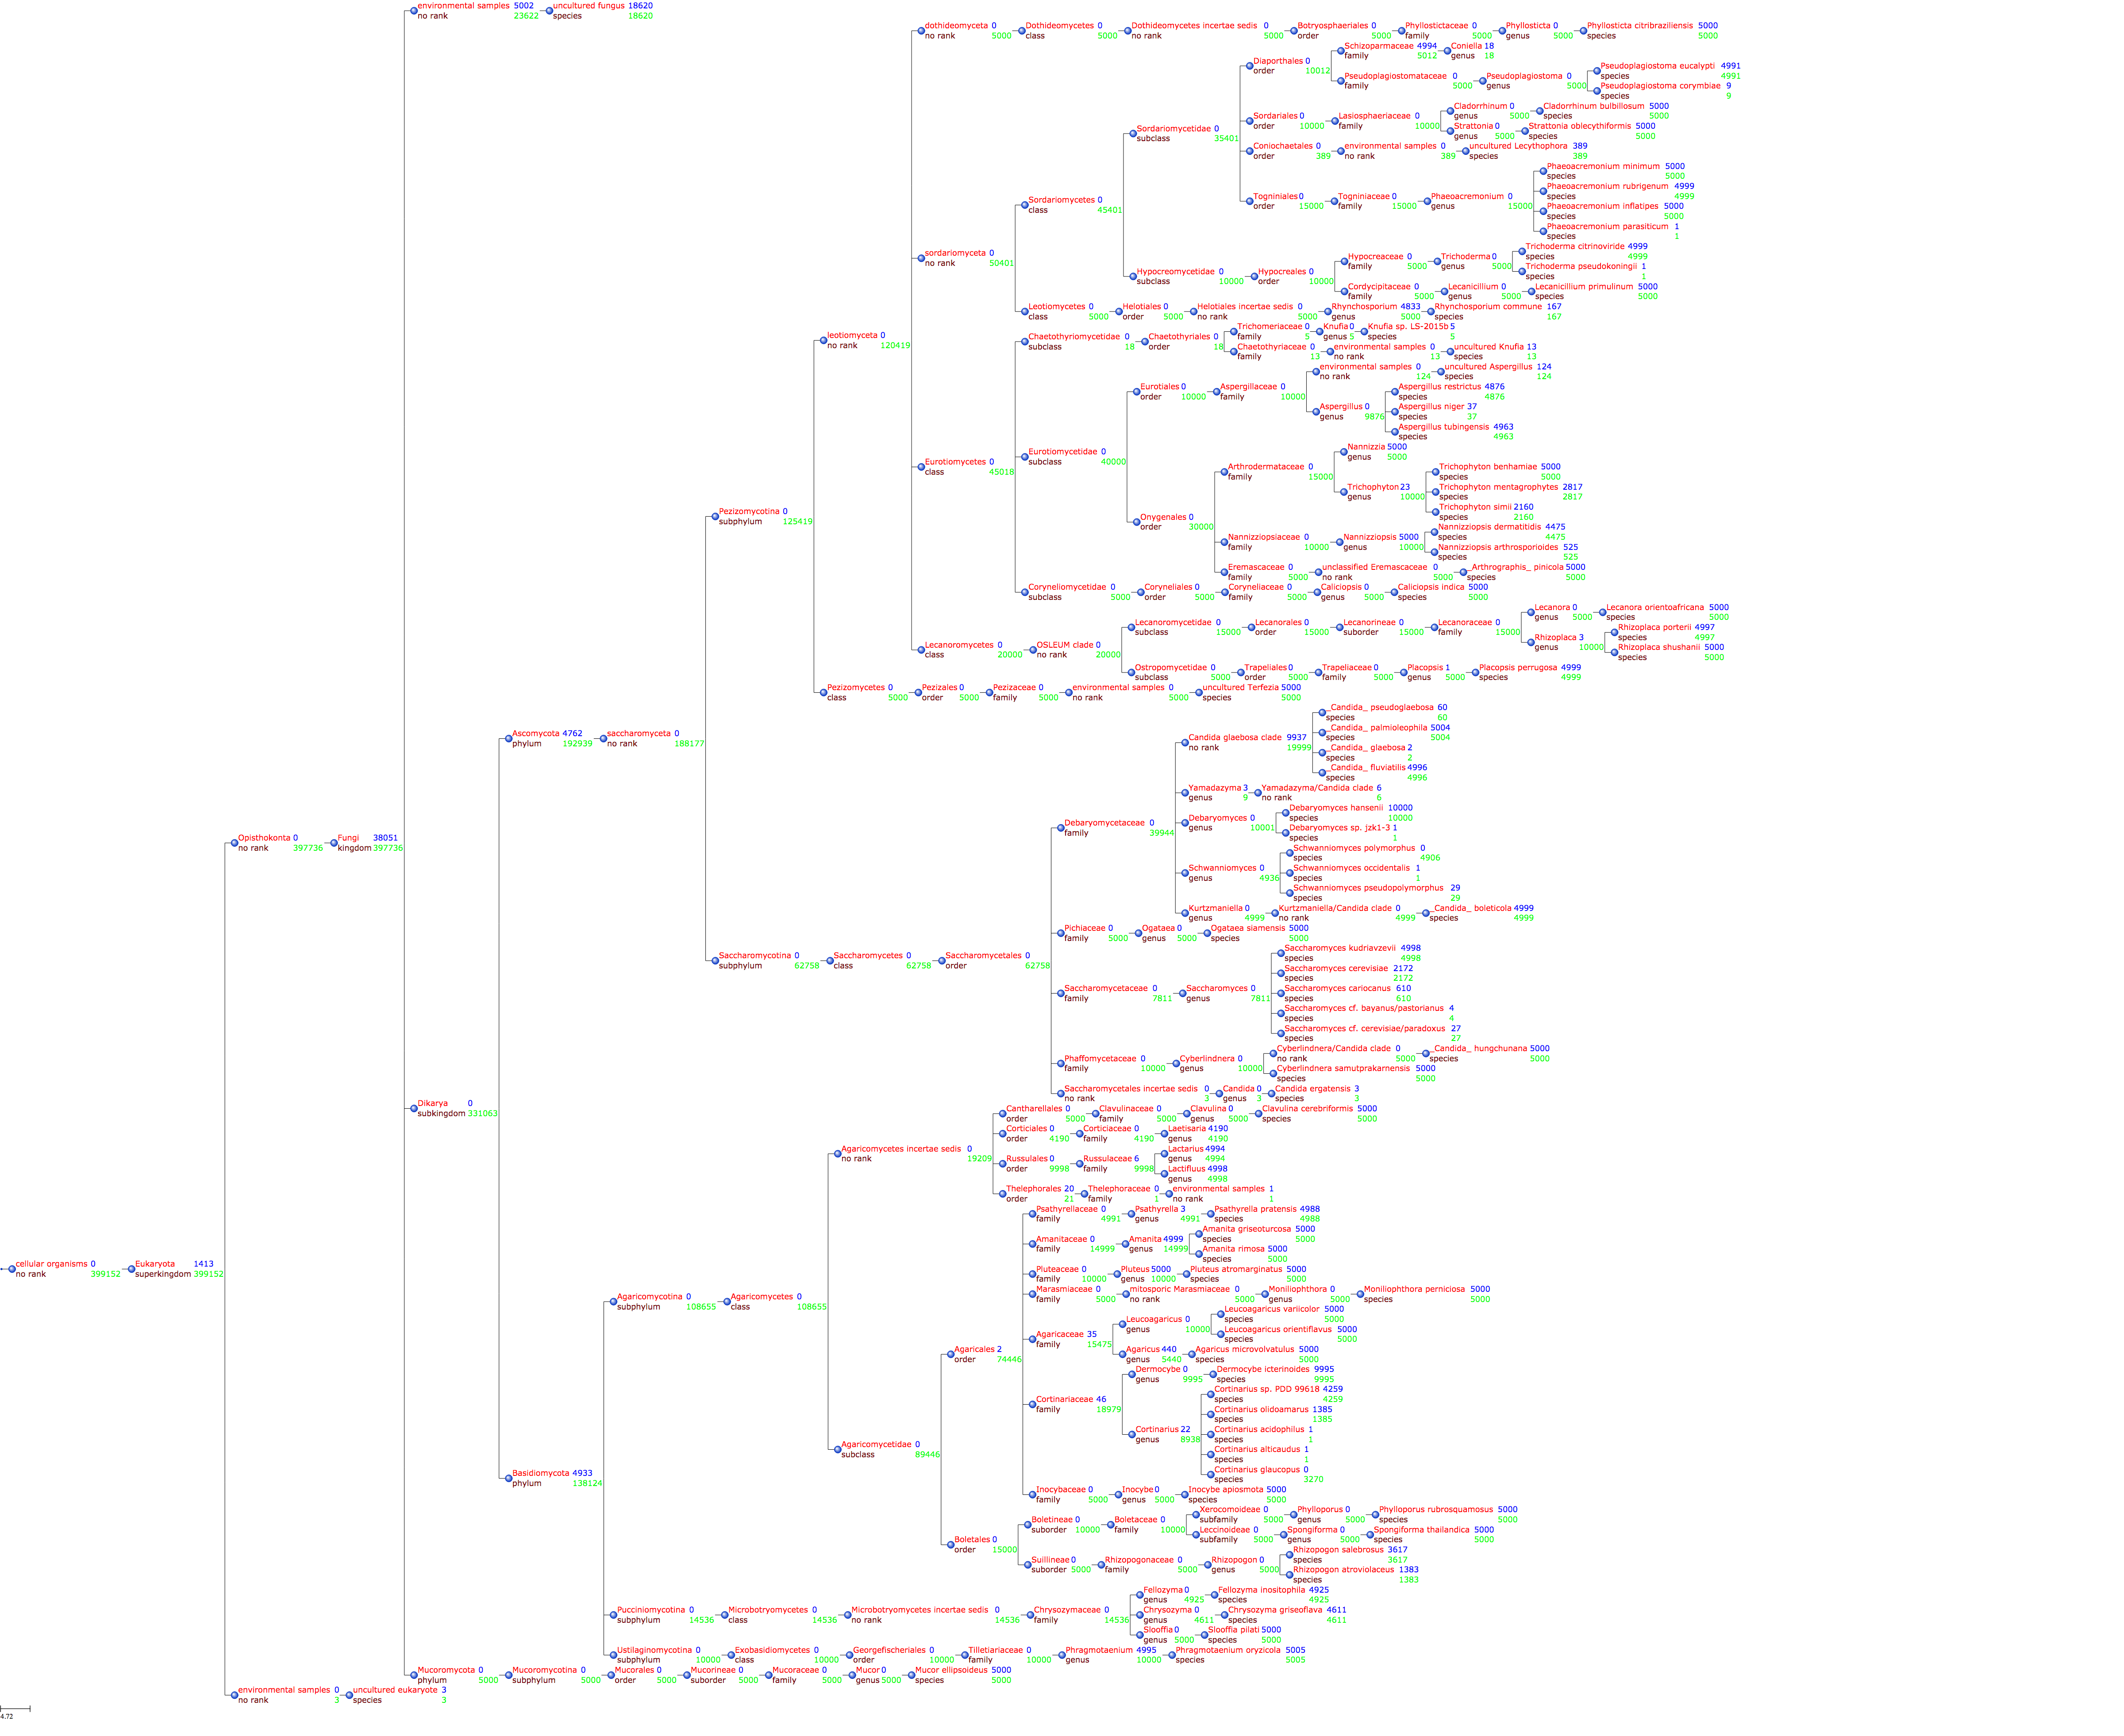 environmental samples 5002
no rank 23622
uncultured fungus 18620
species 18620
dothideomyceta 0
no rank 5000
Dothideomycetes 0
class 5000
Dothideomycetes incertae sedis 0
no rank 5000
Botryosphaeriales 0
order 5000
Phyllostictaceae 0
family 5000
Phyllosticta 0
genus 5000
Phyllosticta citribraziliensis 5000
species 5000
Schizoparmaceae 4994
family 5012
Coniella 18
genus 18
Diaporthales 0
order 10012
Pseudoplagiostomataceae 0
family 5000
Pseudoplagiostoma 0
genus 5000
Pseudoplagiostoma eucalypti 4991
species 4991
Pseudoplagiostoma corymbiae 9
species 9
Sordariomycetidae 0
subclass 35401
Sordariales 0
order 10000
Lasiosphaeriaceae 0
family 10000
Cladorrhinum 0
genus 5000
Cladorrhinum bulbillosum 5000
species 5000
Strattonia 0
genus 5000
Strattonia oblecythiformis 5000
species 5000
Coniochaetales 0
order 389
environmental samples 0
no rank 389
uncultured Lecythophora 389
species 389
Togniniales 0
order 15000
Togniniaceae 0
family 15000
Phaeoacremonium 0
genus 15000
Phaeoacremonium minimum 5000
species 5000
Phaeoacremonium rubrigenum 4999
species 4999
Phaeoacremonium inflatipes 5000
species 5000
Phaeoacremonium parasiticum 1
species 1
Sordariomycetes 0
class 45401
sordariomyceta 0
no rank 50401
Hypocreomycetidae 0
subclass 10000
Hypocreales 0
order 10000
Hypocreaceae 0
family 5000
Trichoderma 0
genus 5000
Trichoderma citrinoviride 4999
species 4999
Trichoderma pseudokoningii 1
species 1
Cordycipitaceae 0
family 5000
Lecanicillium 0
genus 5000
Lecanicillium primulinum 5000
species 5000
Leotiomycetes 0
class 5000
Helotiales 0
order 5000
Helotiales incertae sedis 0
no rank 5000
Rhynchosporium 4833
genus 5000
Rhynchosporium commune 167
species 167
leotiomyceta 0
no rank 120419
Chaetothyriomycetidae 0
subclass 18
Chaetothyriales 0
order 18
Trichomeriaceae 0
family 5
Knufia 0
genus 5
Knufia sp. LS-2015b 5
species 5
Chaetothyriaceae 0
family 13
environmental samples 0
no rank 13
uncultured Knufia 13
species 13
Eurotiales 0
order 10000
Aspergillaceae 0
family 10000
environmental samples 0
no rank 124
uncultured Aspergillus 124
species 124
Aspergillus 0
genus 9876
Aspergillus restrictus 4876
species 4876
Aspergillus niger 37
species 37
Aspergillus tubingensis 4963
species 4963
Eurotiomycetes 0
class 45018
Eurotiomycetidae 0
subclass 40000
Arthrodermataceae 0
family 15000
Nannizzia 5000
genus 5000
Trichophyton 23
genus 10000
Trichophyton benhamiae 5000
species 5000
Trichophyton mentagrophytes 2817
species 2817
Trichophyton simii 2160
species 2160
Onygenales 0
order 30000
Nannizziopsiaceae 0
family 10000
Nannizziopsis 5000
genus 10000
Nannizziopsis dermatitidis 4475
species 4475
Nannizziopsis arthrosporioides 525
species 525
Eremascaceae 0
family 5000
unclassified Eremascaceae 0
no rank 5000
_Arthrographis_ pinicola 5000
species 5000
Coryneliomycetidae 0
subclass 5000
Coryneliales 0
order 5000
Coryneliaceae 0
family 5000
Caliciopsis 0
genus 5000
Caliciopsis indica 5000
species 5000
Pezizomycotina 0
subphylum 125419
Lecanoromycetes 0
class 20000
OSLEUM clade 0
no rank 20000
Lecanoromycetidae 0
subclass 15000
Lecanorales 0
order 15000
Lecanorineae 0
suborder 15000
Lecanoraceae 0
family 15000
Lecanora 0
genus 5000
Lecanora orientoafricana 5000
species 5000
Rhizoplaca 3
genus 10000
Rhizoplaca porterii 4997
species 4997
Rhizoplaca shushanii 5000
species 5000
Ostropomycetidae 0
subclass 5000
Trapeliales 0
order 5000
Trapeliaceae 0
family 5000
Placopsis 1
genus 5000
Placopsis perrugosa 4999
species 4999
Pezizomycetes 0
class 5000
Pezizales 0
order 5000
Pezizaceae 0
family 5000
environmental samples 0
no rank 5000
uncultured Terfezia 5000
species 5000
Ascomycota 4762
phylum 192939
saccharomyceta 0
no rank 188177
Candida glaebosa clade 9937
no rank 19999
_Candida_ pseudoglaebosa 60
species 60
_Candida_ palmioleophila 5004
species 5004
_Candida_ glaebosa 2
species 2
_Candida_ fluviatilis 4996
species 4996
Yamadazyma 3
genus 9
Yamadazyma/Candida clade 6
no rank 6
Debaryomycetaceae 0
family 39944
Debaryomyces 0
genus 10001
Debaryomyces hansenii 10000
species 10000
Debaryomyces sp. jzk1-3 1
species 1
Schwanniomyces 0
genus 4936
Schwanniomyces polymorphus 0
species 4906
Schwanniomyces occidentalis 1
species 1
Schwanniomyces pseudopolymorphus 29
species 29
Kurtzmaniella 0
genus 4999
Kurtzmaniella/Candida clade 0
no rank 4999
_Candida_ boleticola 4999
species 4999
Opisthokonta 0
no rank 397736
Fungi 38051
kingdom 397736
Pichiaceae 0
family 5000
Ogataea 0
genus 5000
Ogataea siamensis 5000
species 5000
Saccharomycotina 0
subphylum 62758
Saccharomycetes 0
class 62758
Saccharomycetales 0
order 62758
Saccharomycetaceae 0
family 7811
Saccharomyces 0
genus 7811
Saccharomyces kudriavzevii 4998
species 4998
Saccharomyces cerevisiae 2172
species 2172
Saccharomyces cariocanus 610
species 610
Saccharomyces cf. bayanus/pastorianus 4
species 4
Saccharomyces cf. cerevisiae/paradoxus 27
species 27
Phaffomycetaceae 0
family 10000
Cyberlindnera 0
genus 10000
Cyberlindnera/Candida clade 0
no rank 5000
_Candida_ hungchunana 5000
species 5000
Cyberlindnera samutprakarnensis 5000
species 5000
Saccharomycetales incertae sedis 0
no rank 3
Candida 0
genus 3
Candida ergatensis 3
species 3
Dikarya 0
subkingdom 331063
Cantharellales 0
order 5000
Clavulinaceae 0
family 5000
Clavulina 0
genus 5000
Clavulina cerebriformis 5000
species 5000
Corticiales 0
order 4190
Corticiaceae 0
family 4190
Laetisaria 4190
genus 4190
Agaricomycetes incertae sedis 0
no rank 19209
Russulales 0
order 9998
Russulaceae 6
family 9998
Lactarius 4994
genus 4994
Lactifluus 4998
genus 4998
Thelephorales 20
order 21
Thelephoraceae 0
family 1
environmental samples 1
no rank 1
Psathyrellaceae 0
family 4991
Psathyrella 3
genus 4991
Psathyrella pratensis 4988
species 4988
Amanitaceae 0
family 14999
Amanita 4999
genus 14999
Amanita griseoturcosa 5000
species 5000
Amanita rimosa 5000
species 5000
cellular organisms 0
no rank 399152
Eukaryota 1413
superkingdom 399152
Pluteaceae 0
family 10000
Pluteus 5000
genus 10000
Pluteus atromarginatus 5000
species 5000
Agaricomycotina 0
subphylum 108655
Agaricomycetes 0
class 108655
Marasmiaceae 0
family 5000
mitosporic Marasmiaceae 0
no rank 5000
Moniliophthora 0
genus 5000
Moniliophthora perniciosa 5000
species 5000
Agaricaceae 35
family 15475
Leucoagaricus 0
genus 10000
Leucoagaricus variicolor 5000
species 5000
Leucoagaricus orientiflavus 5000
species 5000
Agaricus 440
genus 5440
Agaricus microvolvatulus 5000
species 5000
Agaricales 2
order 74446
Dermocybe 0
genus 9995
Dermocybe icterinoides 9995
species 9995
Cortinariaceae 46
family 18979
Cortinarius 22
genus 8938
Cortinarius sp. PDD 99618 4259
species 4259
Cortinarius olidoamarus 1385
species 1385
Cortinarius acidophilus 1
species 1
Cortinarius alticaudus 1
species 1
Cortinarius glaucopus 0
species 3270
Agaricomycetidae 0
subclass 89446
Basidiomycota 4933
phylum 138124
Inocybaceae 0
family 5000
Inocybe 0
genus 5000
Inocybe apiosmota 5000
species 5000
Boletales 0
order 15000
Boletineae 0
suborder 10000
Boletaceae 0
family 10000
Xerocomoideae 0
subfamily 5000
Phylloporus 0
genus 5000
Phylloporus rubrosquamosus 5000
species 5000
Leccinoideae 0
subfamily 5000
Spongiforma 0
genus 5000
Spongiforma thailandica 5000
species 5000
Suillineae 0
suborder 5000
Rhizopogonaceae 0
family 5000
Rhizopogon 0
genus 5000
Rhizopogon salebrosus 3617
species 3617
Rhizopogon atroviolaceus 1383
species 1383
Pucciniomycotina 0
subphylum 14536
Microbotryomycetes 0
class 14536
Microbotryomycetes incertae sedis 0
no rank 14536
Chrysozymaceae 0
family 14536
Fellozyma 0
genus 4925
Fellozyma inositophila 4925
species 4925
Chrysozyma 0
genus 4611
Chrysozyma griseoflava 4611
species 4611
Slooffia 0
genus 5000
Slooffia pilati 5000
species 5000
Ustilaginomycotina 0
subphylum 10000
Exobasidiomycetes 0
class 10000
Georgefischeriales 0
order 10000
Tilletiariaceae 0
family 10000
Phragmotaenium 4995
genus 10000
Phragmotaenium oryzicola 5005
species 5005
Mucoromycota 0
phylum 5000
Mucoromycotina 0
subphylum 5000
Mucorales 0
order 5000
Mucorineae 0
suborder 5000
Mucoraceae 0
family 5000
Mucor 0
genus 5000
Mucor ellipsoideus 5000
species 5000
environmental samples 0
no rank 3
uncultured eukaryote 3
species 3
4.72